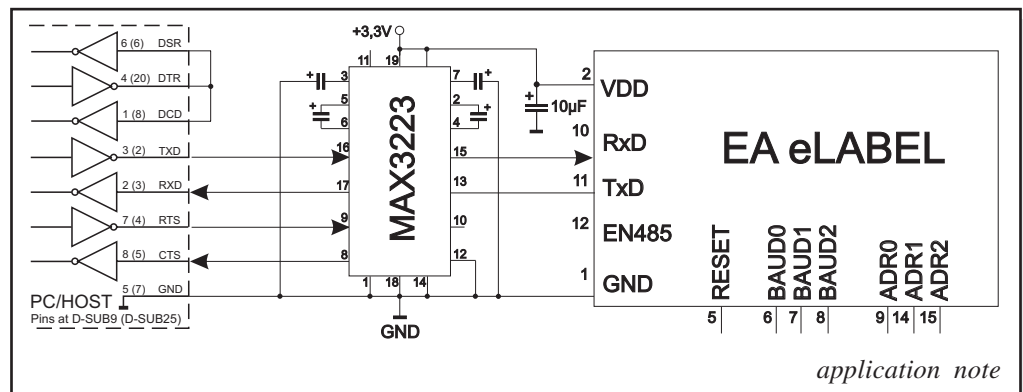 +3,3V
6 (6) DSR
4 (20) DTR
1 (8) DCD
3 (2) TXD
2 (3) RXD
7 (4) RTS
8 (5) CTS
5 (7) GND
PC/HOST
Pins at D-SUB9 (D-SUB25)
11
19
3
5
6
16
17
9
8
7
2
4
15
13
10
12
1
18
14
MAX3223
GND
+
+
+
+
+
10µF
2 VDD
10 RxD
11 TxD
12 EN485
1 GND
EA eLABEL
RESET
BAUD0
BAUD1
BAUD2
ADR0
ADR1
ADR2
5 6 7 8 9 14 15
application note